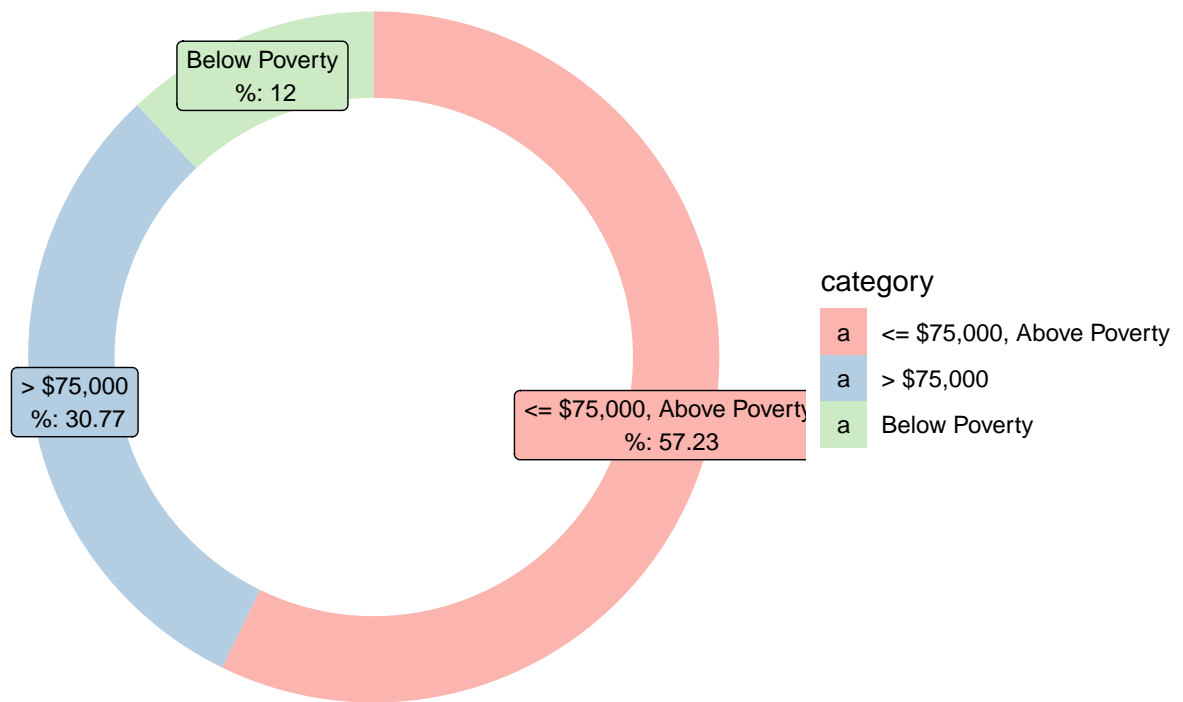 Below Poverty
%: 12
> $75,000
%: 30.77
<= $75,000, Above Poverty
%: 57.23
category
a <= $75,000, Above Poverty
a > $75,000
a Below Poverty